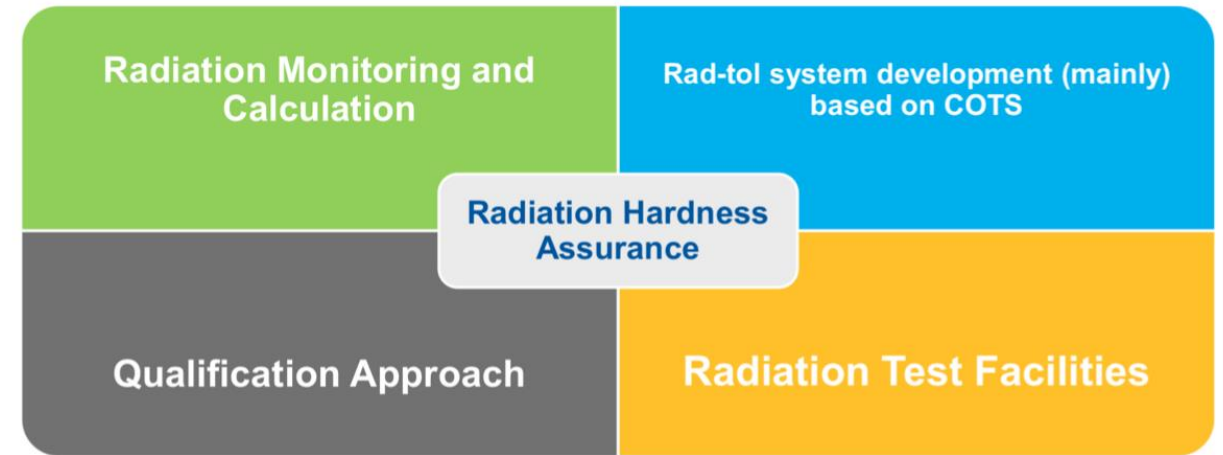 Radiation Monitoring and
Calculation
Rad-tol system development (mainly)
based on COTS
Radiation Hardness
Assurance
Qualification Approach
Radiation Test Facilities